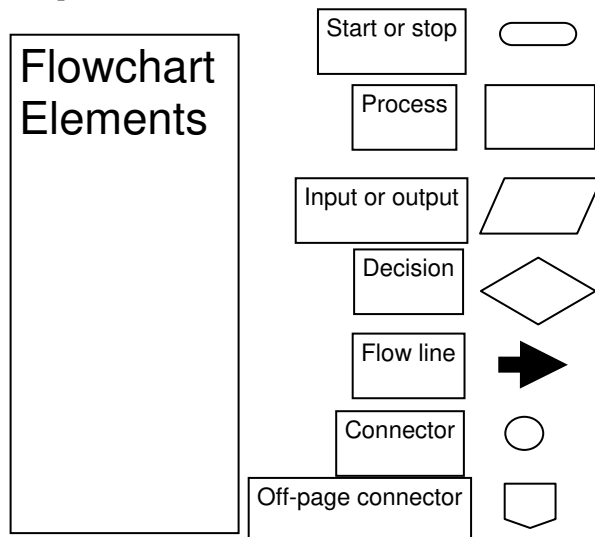 Flowchart
Elements
Start or stop
Process
Input or output
Decision
Flow line
Connector
Off-page connector